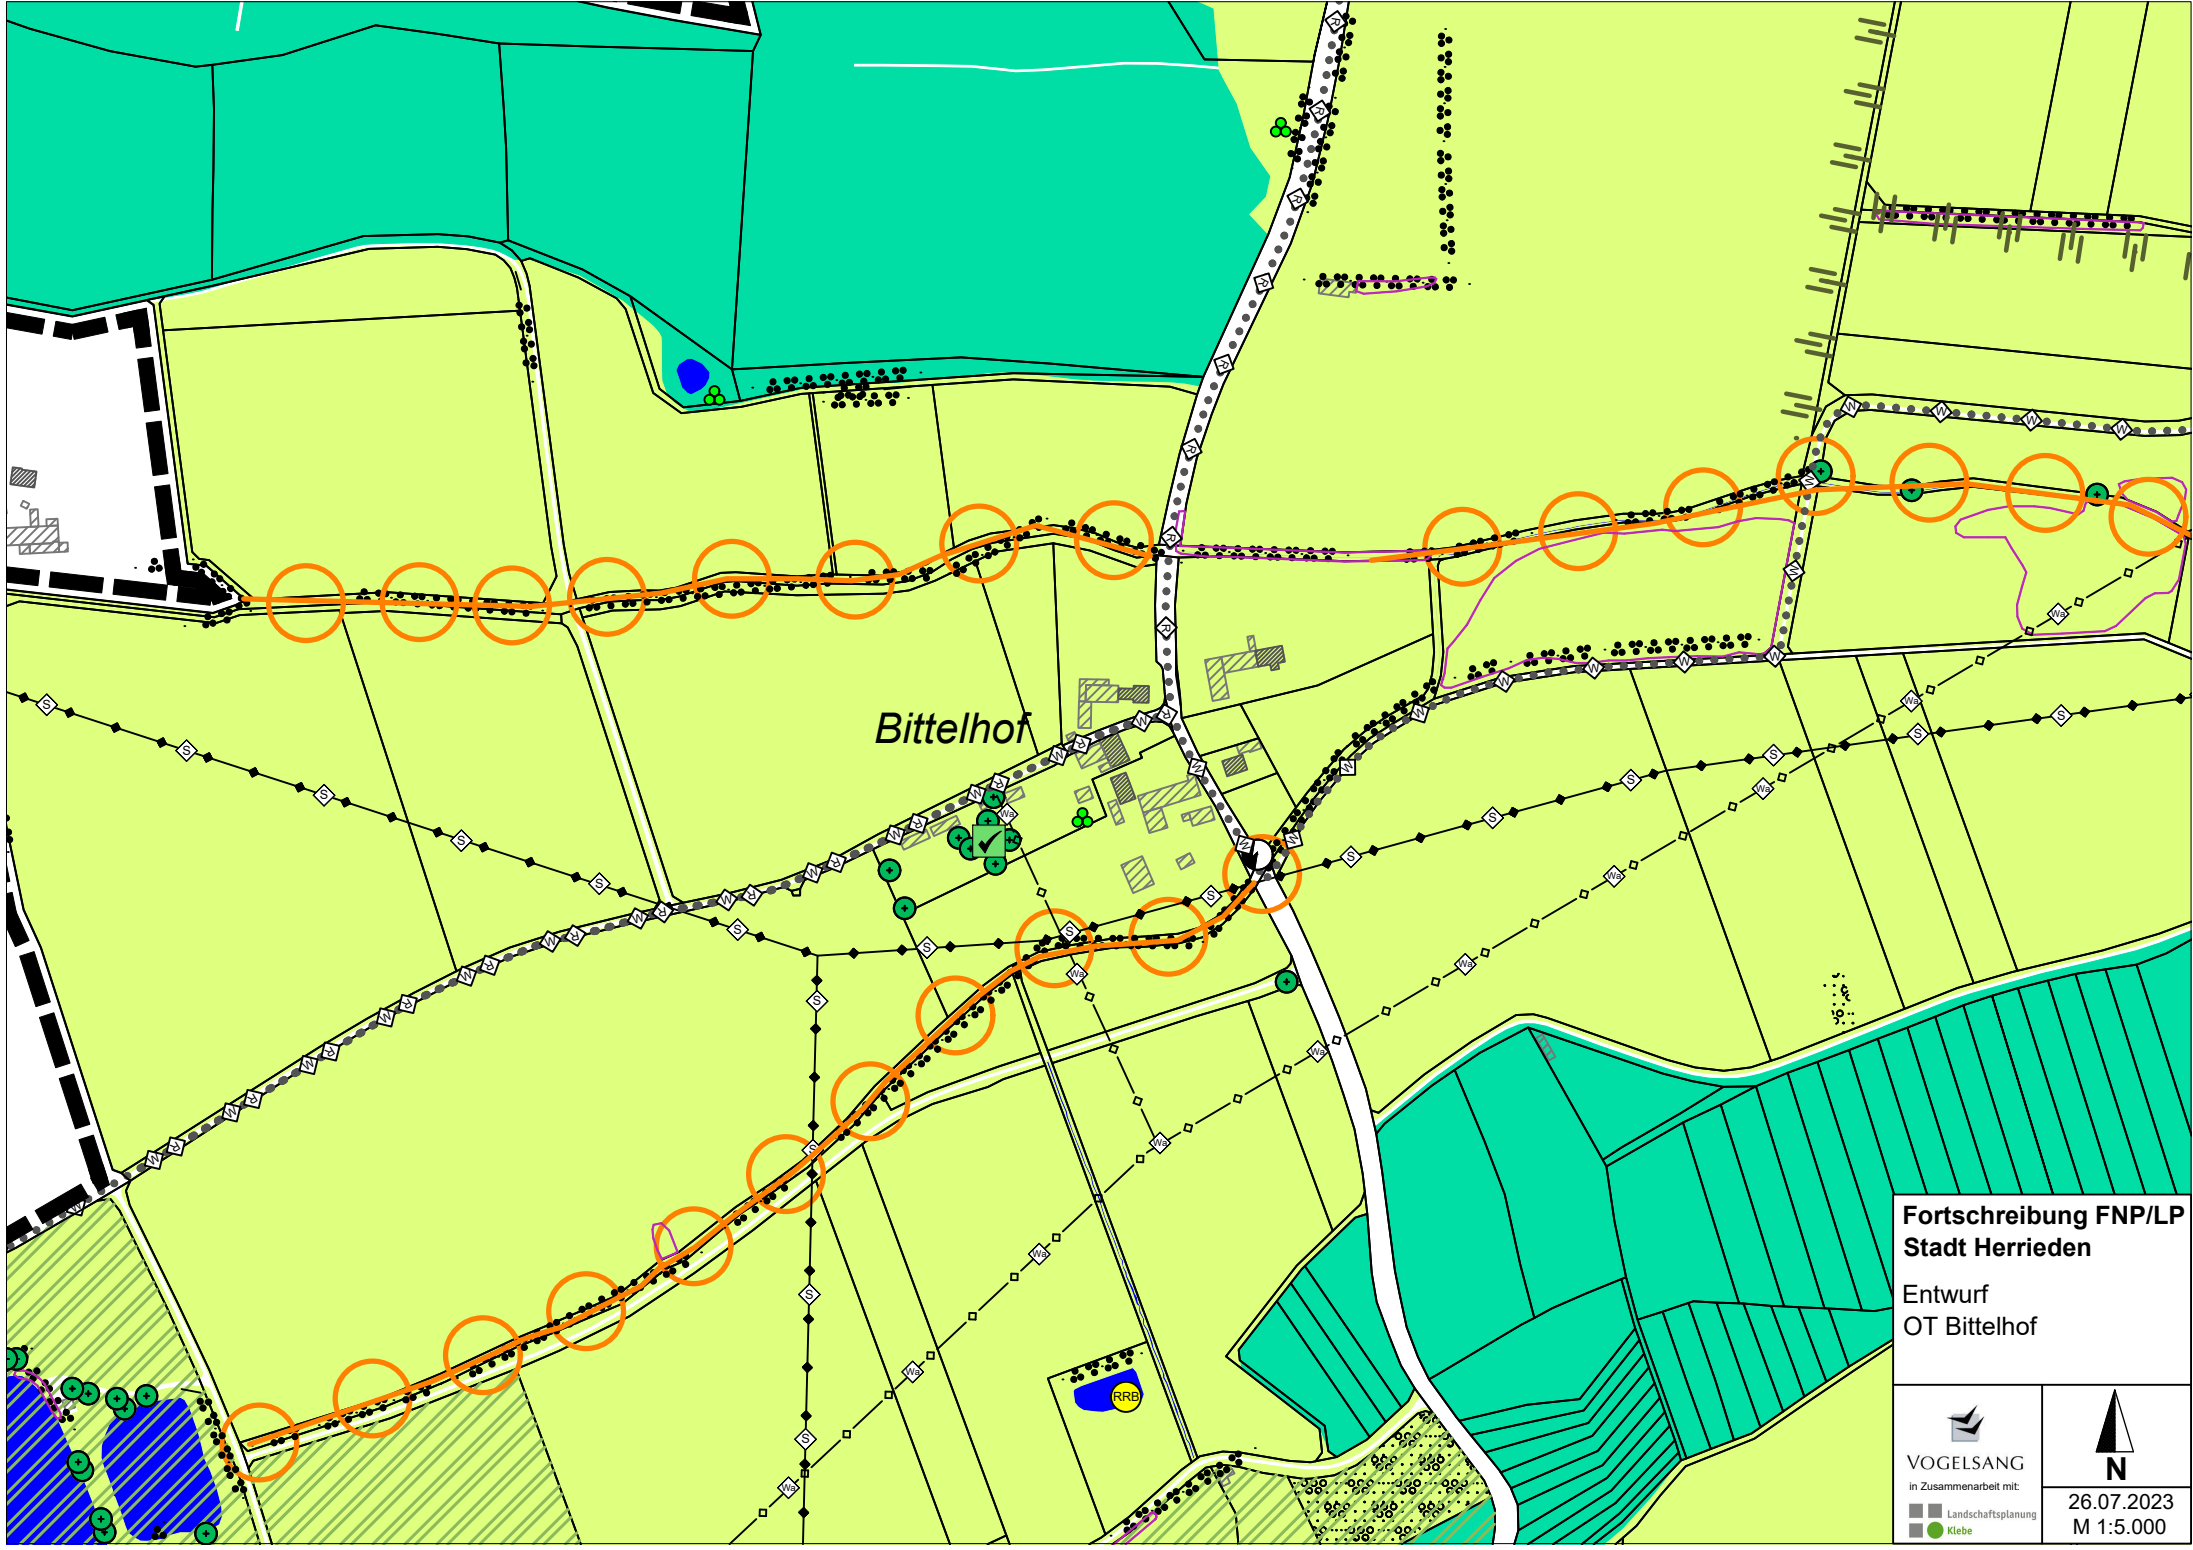 Bittelhof
RRB
Fortschreibung FNP/LP
Stadt Herrieden
Entwurf
OT Bittelhof
VOGELSANG
in Zusammenarbeit mit:
Landschaftsplanung
Klebe
N
26.07.2023
M 1:5.000